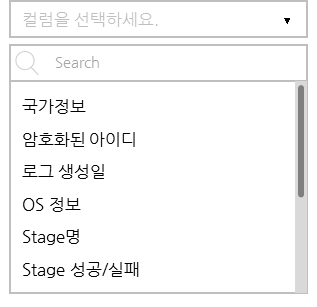 컬럼을 선택하세요.
Search
국가정보
암호화된 아이디
로그 생성일
OS 정보
Stage명
Stage 성공/실패